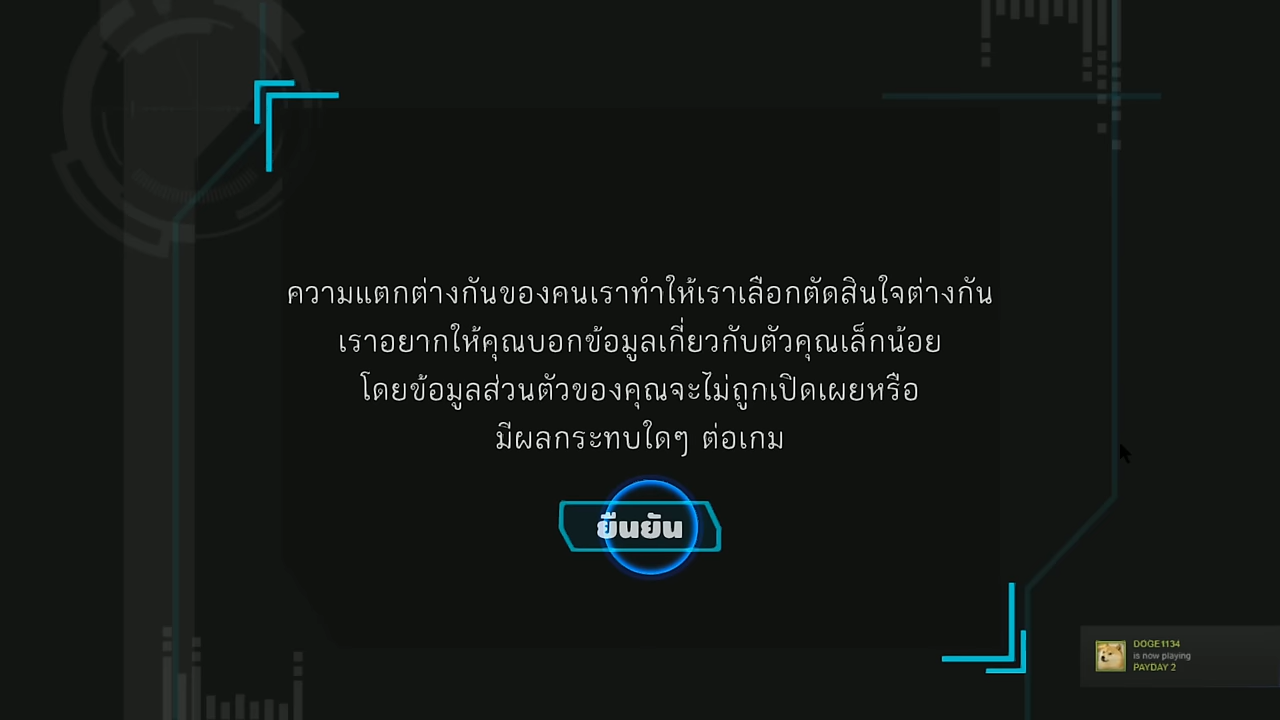 ความแตกต่างกันของคนเราทำให้เราเลือกตัดสินใจต่างกัน
เราอยากให้คุณบอกข้อมูลเกี่ยวกับตัวคุณเล็กน้อย
โดยข้อมูลส่วนตัวของคุณจะไม่ถูกเปิดเผยหรือ
มีผลกระทบใดๆ ต่อเกม
ยืนยัน
DOGE1134
is now playing
PAYDAY 2